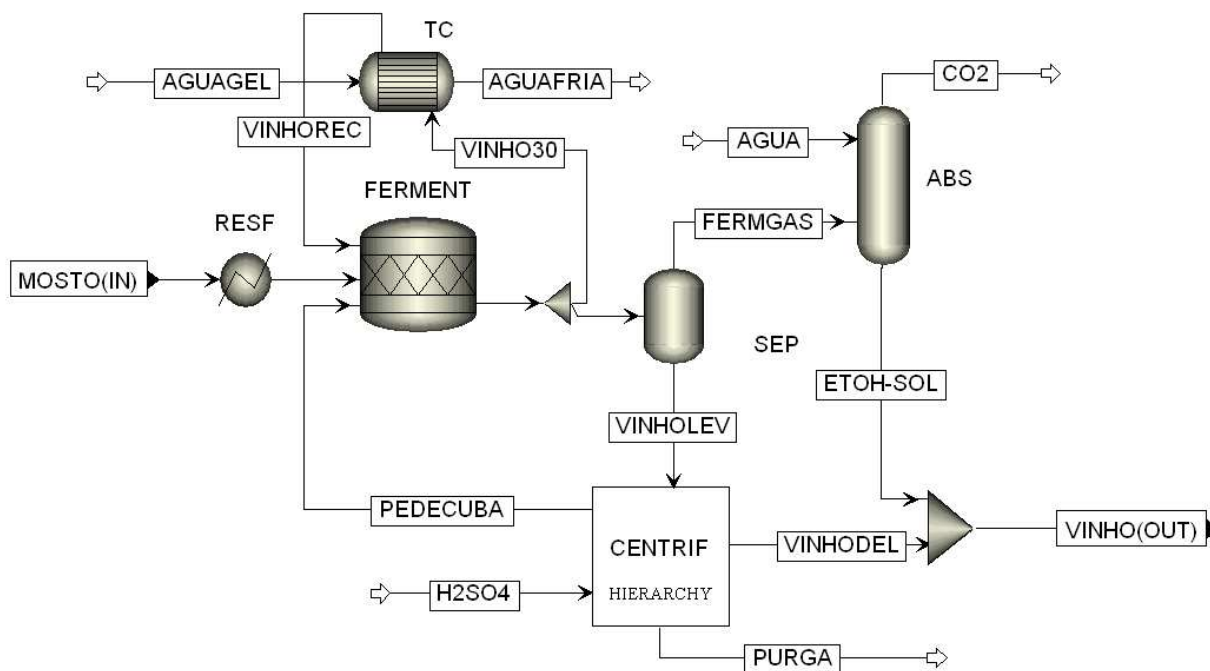 TC
CO2
AGUAGEL
AGUAFRIA
VINHOREC
VINHO30
AGUA
ABS
FERMENT
FERMGAS
RESF
MOSTO(IN)
SEP
ETOH-SOL
VINHOLEV
PEDECUBA
CENTRIF
VINHODEL
VINHO(OUT)
H2SO4
HIERARCHY
PURGA